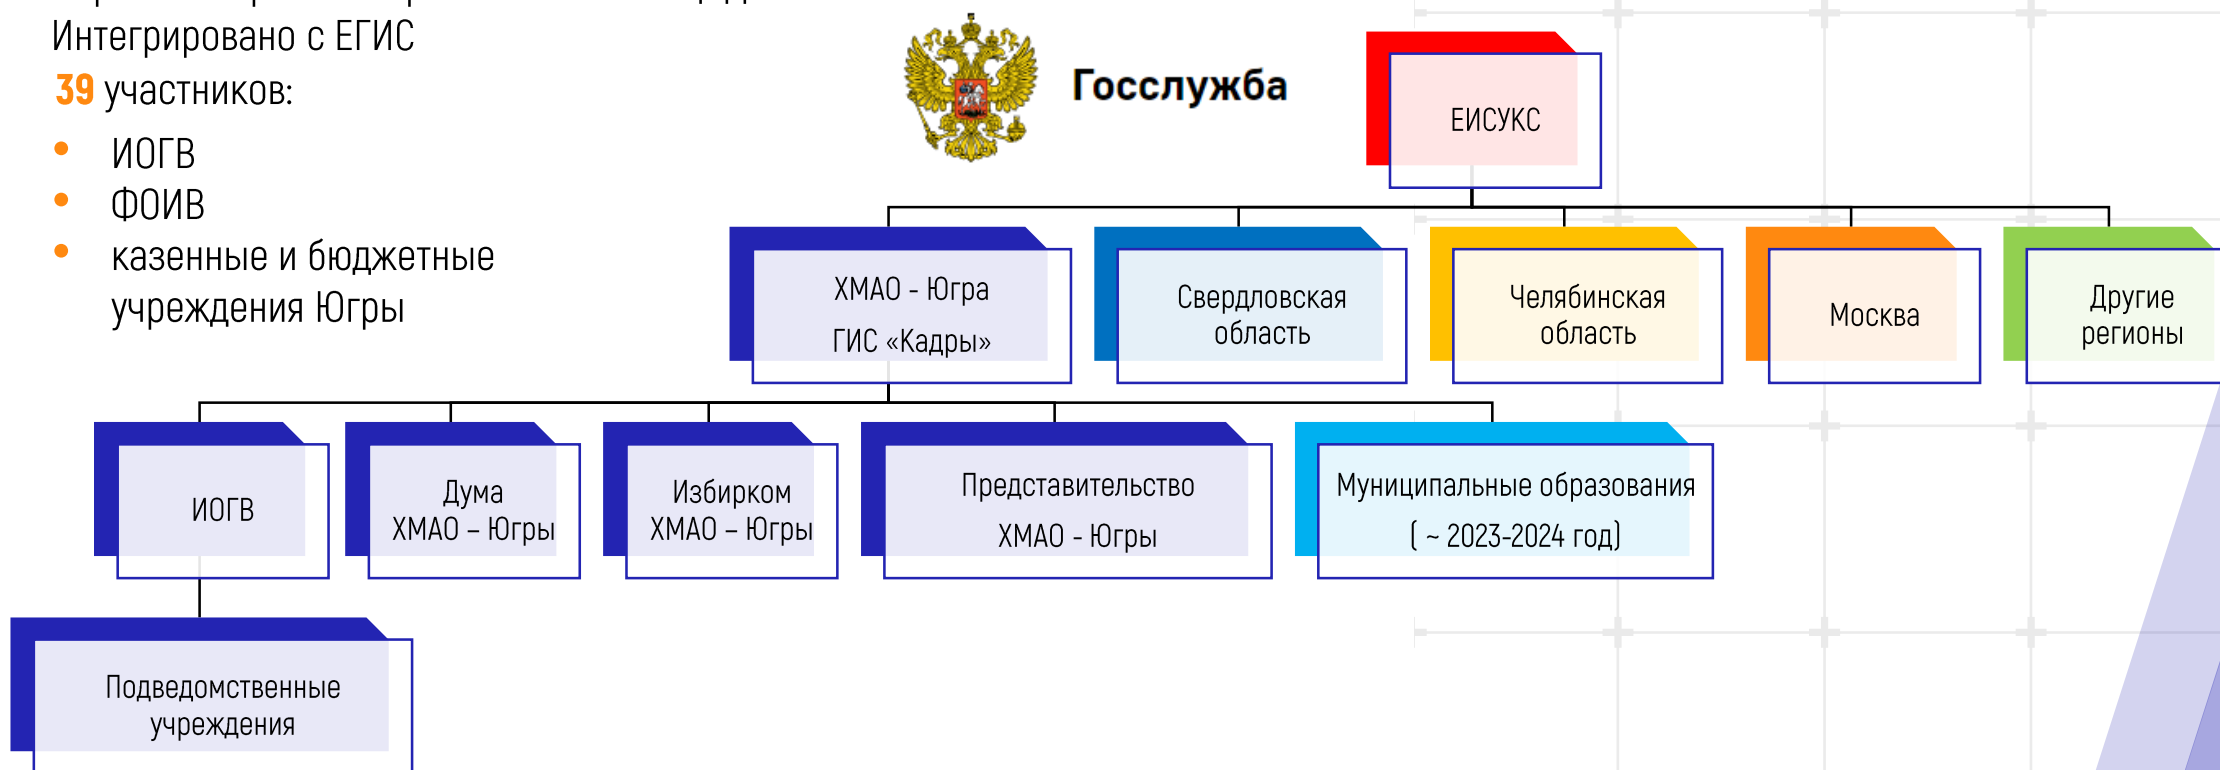 Интегрировано с ЕГИС
39 участников:
• ИОГВ
• ФОИВ
• казенные и бюджетные
учреждения Югры
Госслужба
ЕИСУКС
ХМАО - Югра
ГИС «Кадры»
Свердловская
область
Челябинская
область
Москва
Другие
регионы
ИОГВ
Дума
ХМАО – Югры
Избирком
ХМАО – Югры
Представительство
ХМАО - Югры
Муниципальные образования
( ~ 2023-2024 год)
Подведомственные
учреждения